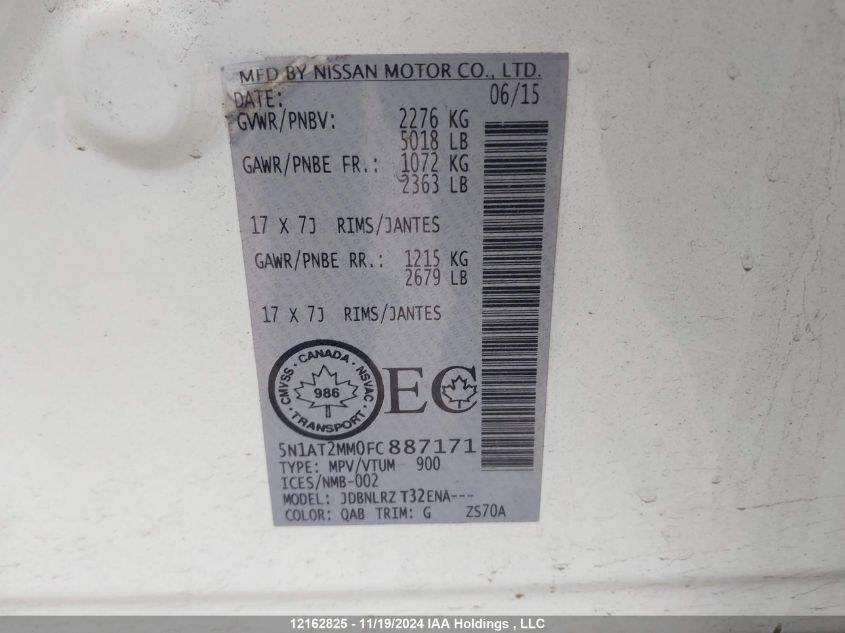 MFD BY NISSAN MOTOR CO., LTD.
DATE: 06/15
GVWR/PNBV: 2276 KG
5018 LB
GAWR/PNBE FR.: 1072 KG
2363 LB
17 X 7J RIMS/JANTES
GAWR/PNBE RR.: 1215 KG
2679 LB
17 X 7J RIMS/JANTES
CMVSS · CANADA · NSVAC · TRANSPORT ·
986
EC
5N1AT2MM0FC887171
TYPE: MPV/VTUM 900
ICES/NMB-002
MODEL: JDBNLRZ T32ENA---
COLOR: QAB TRIM: G ZS70A
12162825 - 11/19/2024 IAA Holdings , LLC